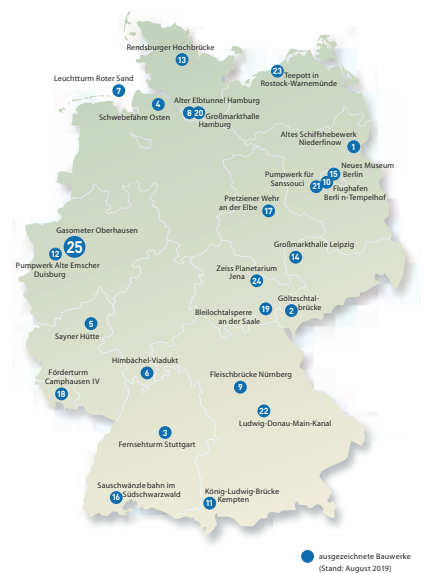 Rendsburger Hochbrücke
13
23
Teepott in
Rostock-Warnemünde
Leuchtturm Roter Sand
7
4
Schwebefähre Osten
Alter Elbtunnel Hamburg
8 20
Großmarkthalle
Hamburg
Altes Schiffshebewerk
Niederfinow
1
Neues Museum
15 Berlin
Pumpwerk für
Sanssouci
21 10
Flughafen
Berli n-Tempelhof
Pretziener Wehr
an der Elbe
17
Gasometer Oberhausen
25
12
Pumpwerk Alte Emscher
Duisburg
Großmarkthalle Leipzig
14
Zeiss Planetarium
Jena
24
Bleilochtalsperre
an der Saale
19
Göltzschtal-
brücke
2
5
Sayner Hütte
Himbächel-Viadukt
6
Förderturm
Camphausen IV
18
Fleischbrücke Nürnberg
9
22
Ludwig-Donau-Main-Kanal
3
Fernsehturm Stuttgart
Sauschwänzle bahn im
Südschwarzwald
16
König-Ludwig-Brücke
Kempten
11
ausgezeichnete Bauwerke
(Stand: August 2019)